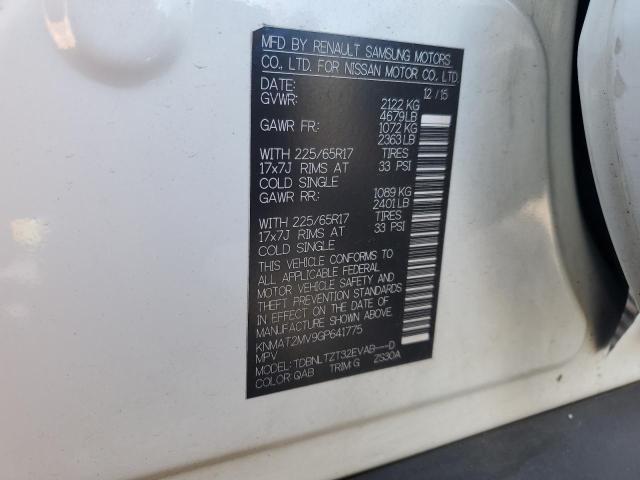 MFD BY RENAULT SAMSUNG MOTORS
CO., LTD. FOR NISSAN MOTOR CO., LTD.
DATE: 12/15
GVWR: 2122 KG
4679LB
GAWR FR: 1072 KG
2363LB
WITH 225/65R17 TIRES
17x7J RIMS AT 33 PSI
COLD SINGLE
GAWR RR: 1089 KG
2401LB
WITH 225/65R17 TIRES
17x7J RIMS AT 33 PSI
COLD SINGLE
THIS VEHICLE CONFORMS TO
ALL APPLICABLE FEDERAL
MOTOR VEHICLE SAFETY AND
THEFT PREVENTION STANDARDS
IN EFFECT ON THE DATE OF
MANUFACTURE SHOWN ABOVE.
KNMAT2MV9GP641775
MPV
MODEL: TDBNLTZT32EVAB---D
COLOR: QAB TRIM: G ZS30A